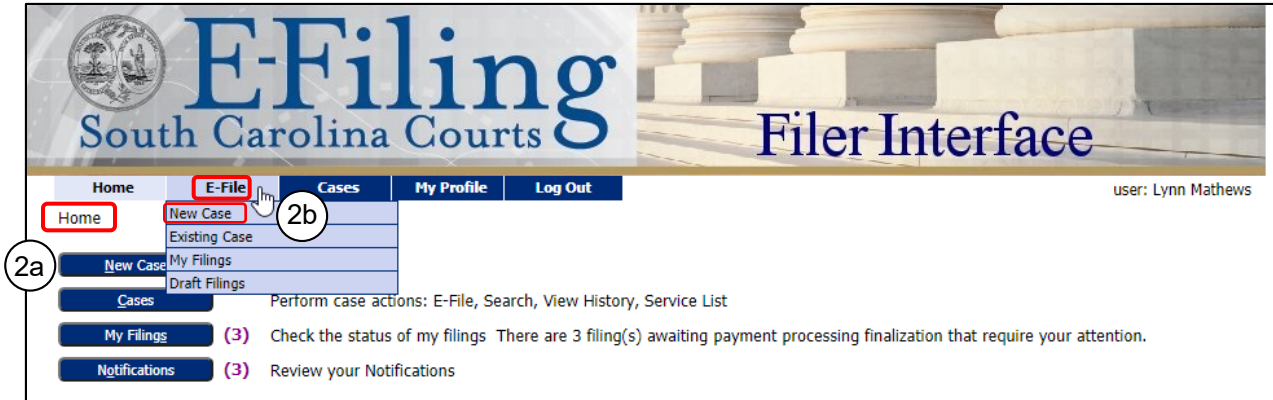 E-Filing
South Carolina Courts
Filer Interface
Home E-File Cases My Profile Log Out
user: Lynn Mathews
Home
New Case
2b
Existing Case
My Filings
Draft Filings
2a
New Case
Cases Perform case actions: E-File, Search, View History, Service List
My Filings (3) Check the status of my filings There are 3 filing(s) awaiting payment processing finalization that require your attention.
Notifications (3) Review your Notifications